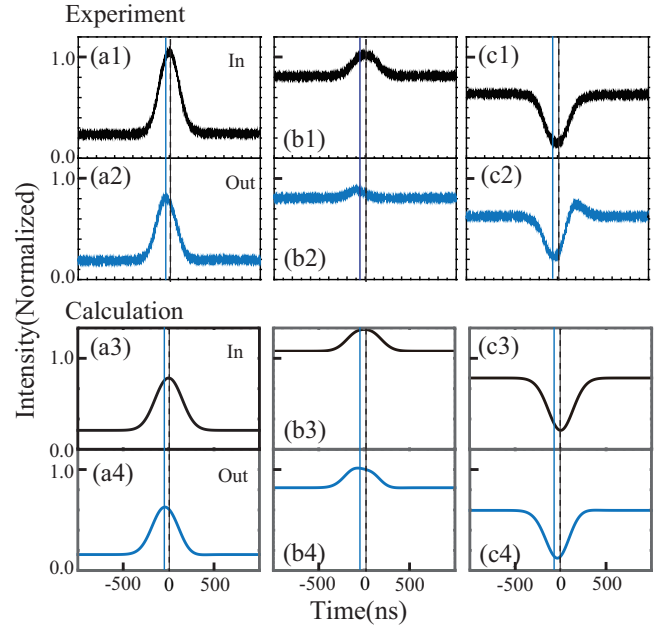 Experiment
(a1) In
1.0
0.0
(b1)
(c1)
(a2) Out
1.0
0.0
(b2)
(c2)
Intensity(Normalized)
Calculation
(a3) In
1.0
0.0
(b3)
(c3)
(a4) Out
1.0
0.0
(b4)
(c4)
-500 0 500 -500 0 500 -500 0 500
Time(ns)